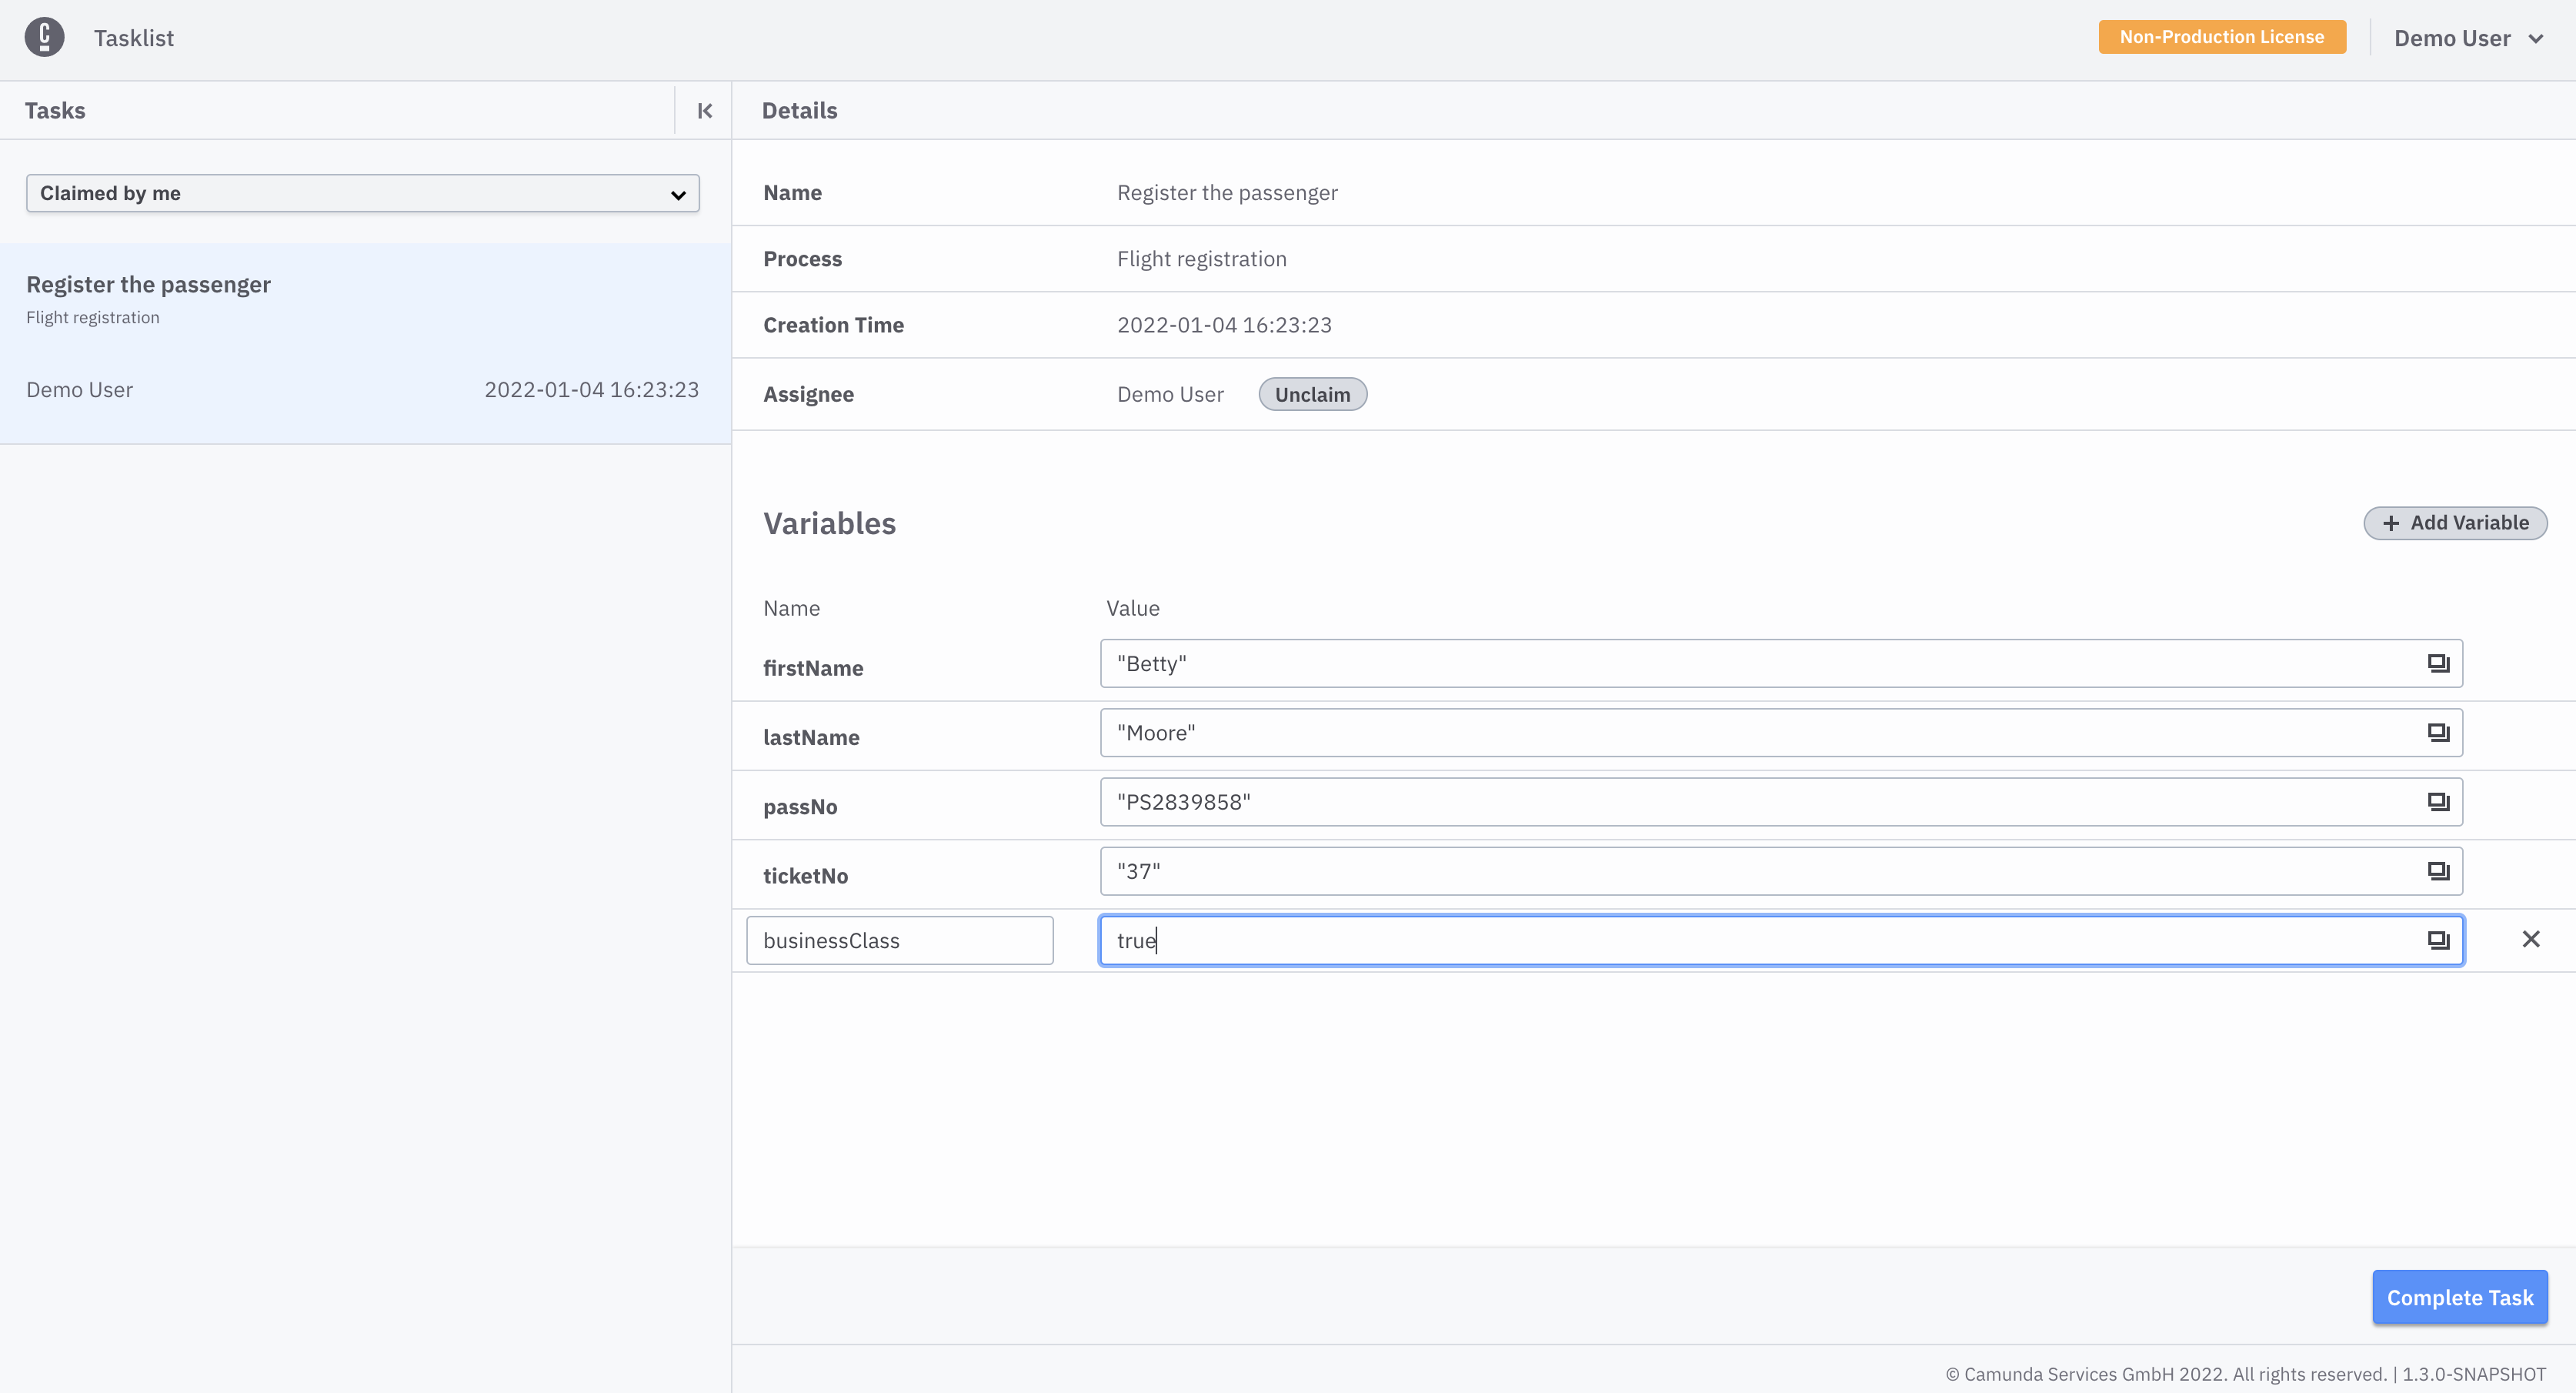 Tasklist
Non-Production License
Demo User
Tasks
Details
Claimed by me
Register the passenger
Flight registration
Demo User 2022-01-04 16:23:23
Name Register the passenger
Process Flight registration
Creation Time 2022-01-04 16:23:23
Assignee Demo User Unclaim
Variables
+ Add Variable
Name Value
firstName "Betty"
lastName "Moore"
passNo "PS2839858"
ticketNo "37"
businessClass true
Complete Task
© Camunda Services GmbH 2022. All rights reserved. | 1.3.0-SNAPSHOT